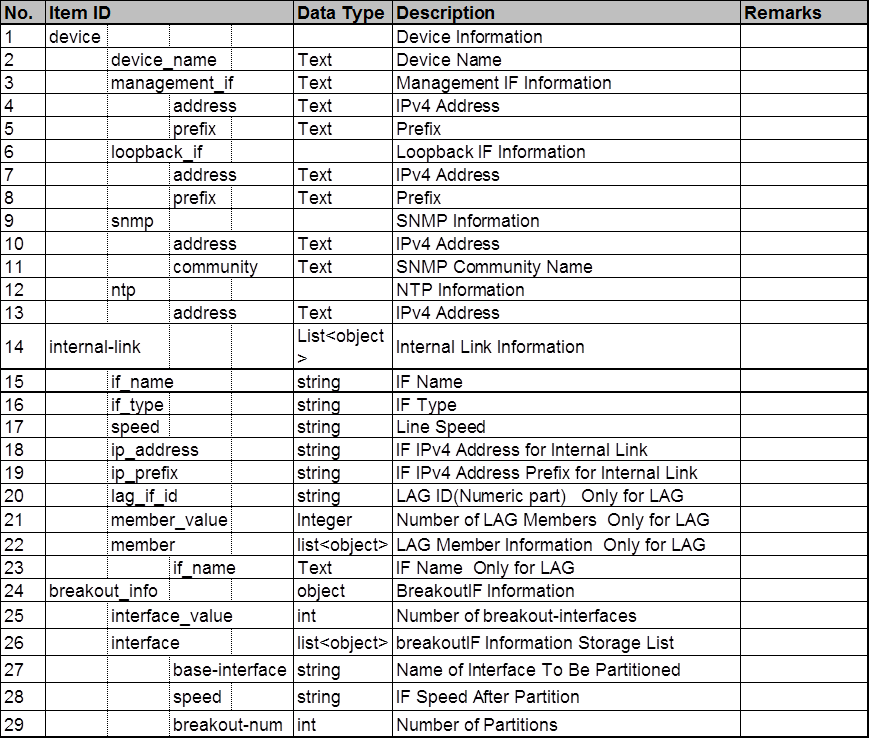 No. Item ID Data Type Description Remarks
1 device Device Information
2 device_name Text Device Name
3 management_if Text Management IF Information
4 address Text IPv4 Address
5 prefix Text Prefix
6 loopback_if Loopback IF Information
7 address Text IPv4 Address
8 prefix Text Prefix
9 snmp SNMP Information
10 address Text IPv4 Address
11 community Text SNMP Community Name
12 ntp NTP Information
13 address Text IPv4 Address
14 internal-link List<object
> Internal Link Information
15 if_name string IF Name
16 if_type string IF Type
17 speed string Line Speed
18 ip_address string IF IPv4 Address for Internal Link
19 ip_prefix string IF IPv4 Address Prefix for Internal Link
20 lag_if_id string LAG ID(Numeric part) Only for LAG
21 member_value Integer Number of LAG Members Only for LAG
22 member list<object> LAG Member Information Only for LAG
23 if_name Text IF Name Only for LAG
24 breakout_info object BreakoutIF Information
25 interface_value int Number of breakout-interfaces
26 interface list<object> breakoutIF Information Storage List
27 base-interface string Name of Interface To Be Partitioned
28 speed string IF Speed After Partition
29 breakout-num int Number of Partitions